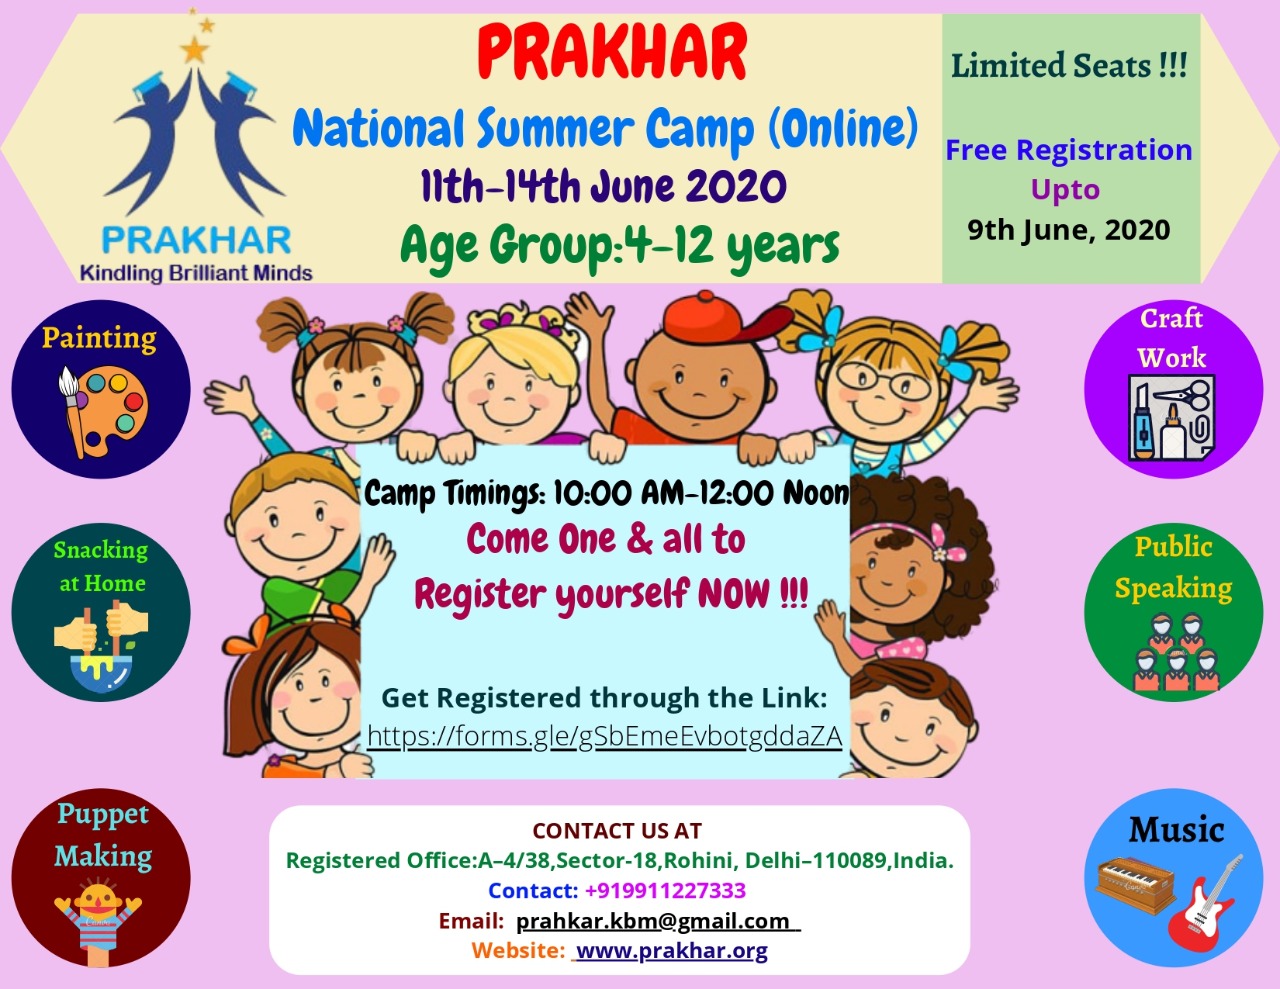 PRAKHAR
Kindling Brilliant Minds
PRAKHAR
National Summer Camp (Online)
11th-14th June 2020
Age Group:4-12 years
Limited Seats !!!
Free Registration
Upto
9th June, 2020
Painting
Snacking
at Home
Puppet
Making
Camp Timings: 10:00 AM-12:00 Noon
Come One & all to
Register yourself NOW !!!
Get Registered through the Link:
https://forms.gle/gSbEmeEvbotgddaZA
Craft
Work
Public
Speaking
Music
CONTACT US AT
Registered Office:A–4/38,Sector-18,Rohini, Delhi–110089,India.
Contact: +919911227333
Email: prahkar.kbm@gmail.com
Website: www.prakhar.org